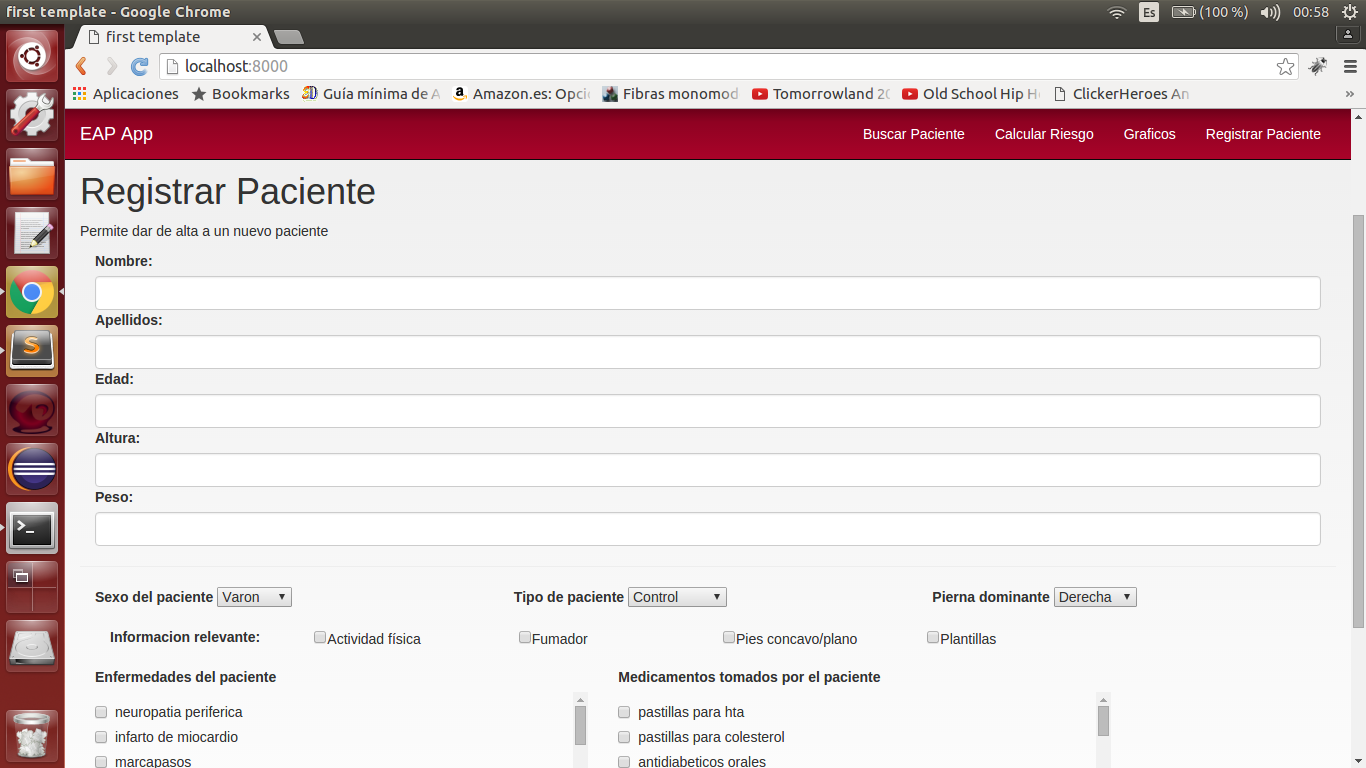 first template - Google Chrome
Es (100 %) 00:58
first template
localhost:8000
Aplicaciones Bookmarks Guía mínima de A Amazon.es: Opci Fibras monomod Tomorrowland 20 Old School Hip H ClickerHeroes An »
EAP App Buscar Paciente Calcular Riesgo Graficos Registrar Paciente
Registrar Paciente
Permite dar de alta a un nuevo paciente
Nombre:
Apellidos:
Edad:
Altura:
Peso:
Sexo del paciente Varon Tipo de paciente Control Pierna dominante Derecha
Informacion relevante: Actividad física Fumador Pies concavo/plano Plantillas
Enfermedades del paciente Medicamentos tomados por el paciente
neuropatia periferica pastillas para hta
infarto de miocardio pastillas para colesterol
marcapasos antidiabeticos orales